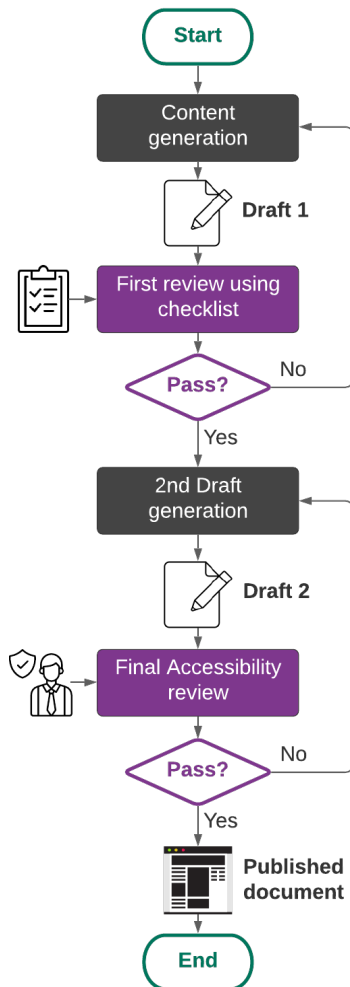 Start
Content
generation
Draft 1
First review using
checklist
Pass?
No
Yes
2nd Draft
generation
Draft 2
Final Accessibility
review
Pass?
No
Yes
Published
document
End